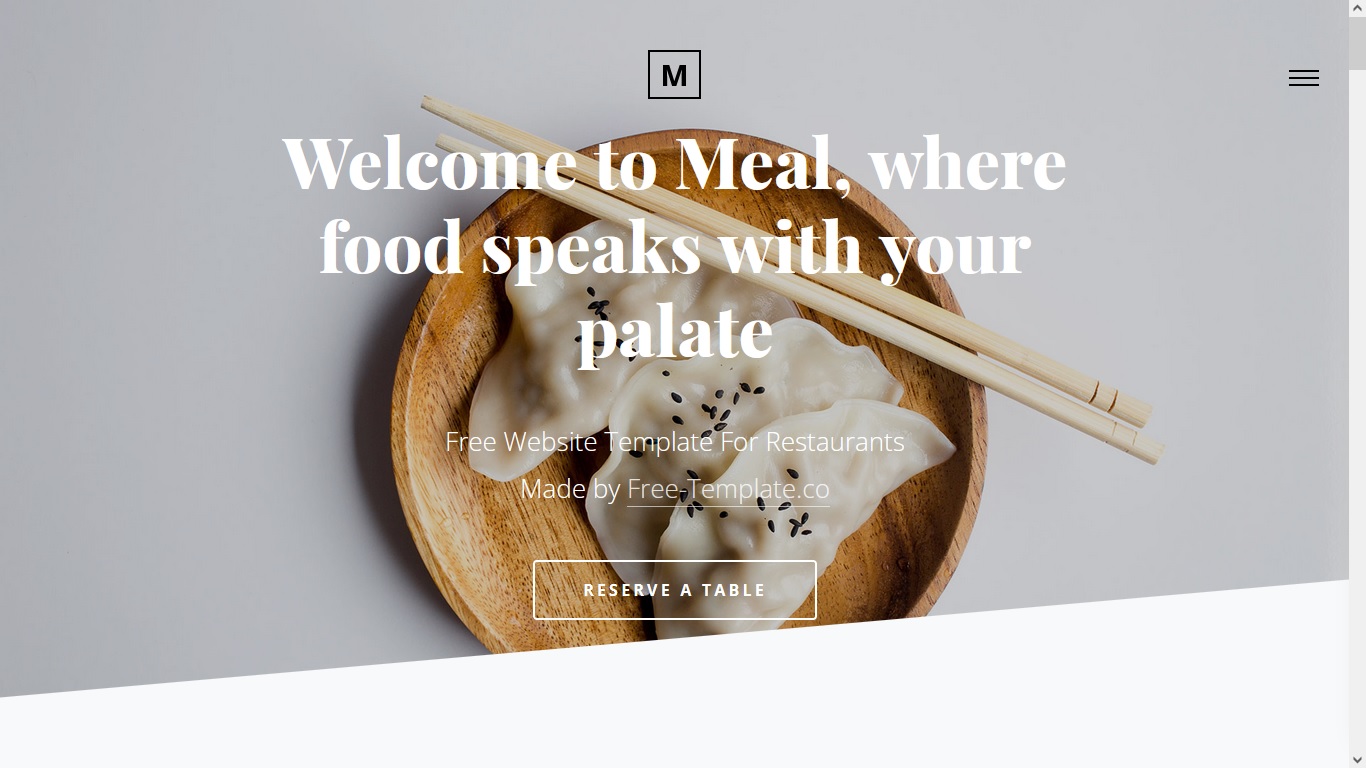 M
Welcome to Meal, where
food speaks with your
palate
Free Website Template For Restaurants
Made by Free-Template.co
RESERVE A TABLE